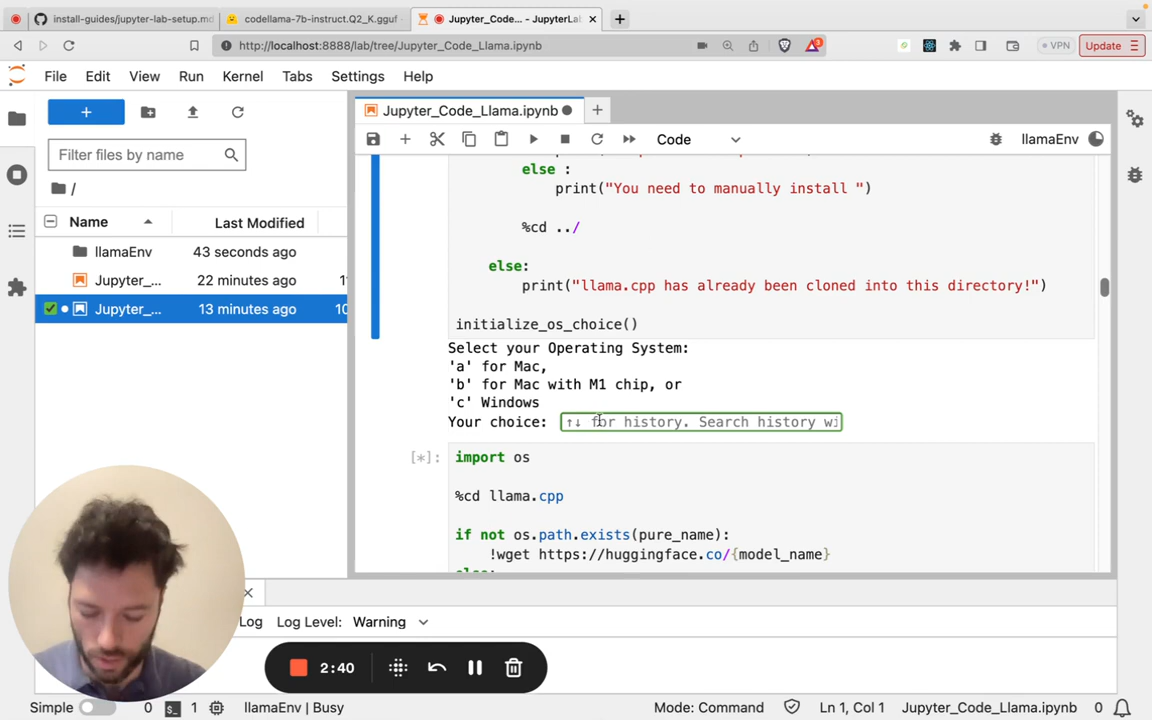 install-guides/jupyter-lab-setup.md
codellama-7b-instruct.Q2_K.gguf
Jupyter_Code... - JupyterLab
http://localhost:8888/lab/tree/Jupyter_Code_Llama.ipynb
VPN
Update
File Edit View Run Kernel Tabs Settings Help
Filter files by name
/
Name
Last Modified
llamaEnv 43 seconds ago
Jupyter_... 22 minutes ago
Jupyter_... 13 minutes ago
Jupyter_Code_Llama.ipynb
Code
llamaEnv
else :
print("You need to manually install ")
%cd ../
else:
print("llama.cpp has already been cloned into this directory!")
initialize_os_choice()
Select your Operating System:
'a' for Mac,
'b' for Mac with M1 chip, or
'c' Windows
Your choice: ↑↓ for history. Search history wi
[*]:
import os
%cd llama.cpp
if not os.path.exists(pure_name):
!wget https://huggingface.co/{model_name}
else:
Log Log Level: Warning
2:40
Simple 0 1 llamaEnv | Busy Mode: Command Ln 1, Col 1 Jupyter_Code_Llama.ipynb 0